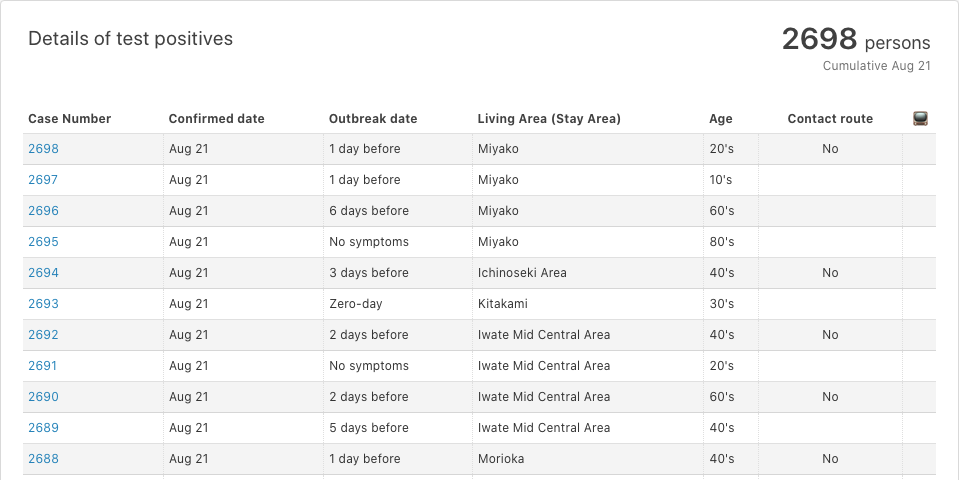 Details of test positives
2698 persons
Cumulative Aug 21
Case Number Confirmed date Outbreak date Living Area (Stay Area) Age Contact route
2698 Aug 21 1 day before Miyako 20's No
2697 Aug 21 1 day before Miyako 10's
2696 Aug 21 6 days before Miyako 60's
2695 Aug 21 No symptoms Miyako 80's
2694 Aug 21 3 days before Ichinoseki Area 40's No
2693 Aug 21 Zero-day Kitakami 30's
2692 Aug 21 2 days before Iwate Mid Central Area 40's No
2691 Aug 21 No symptoms Iwate Mid Central Area 20's
2690 Aug 21 2 days before Iwate Mid Central Area 60's No
2689 Aug 21 5 days before Iwate Mid Central Area 40's
2688 Aug 21 1 day before Morioka 40's No